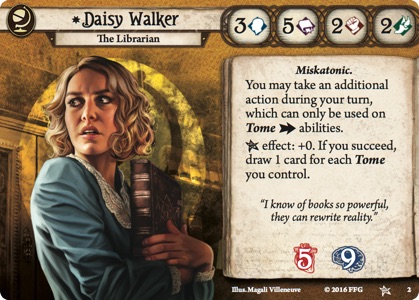 Daisy Walker
The Librarian
3 5 2 2
Miskatonic.
You may take an additional
action during your turn,
which can only be used on
Tome abilities.
effect: +0. If you succeed,
draw 1 card for each Tome
you control.
"I know of books so powerful,
they can rewrite reality."
5 9
Illus. Magali Villeneuve © 2016 FFG 2